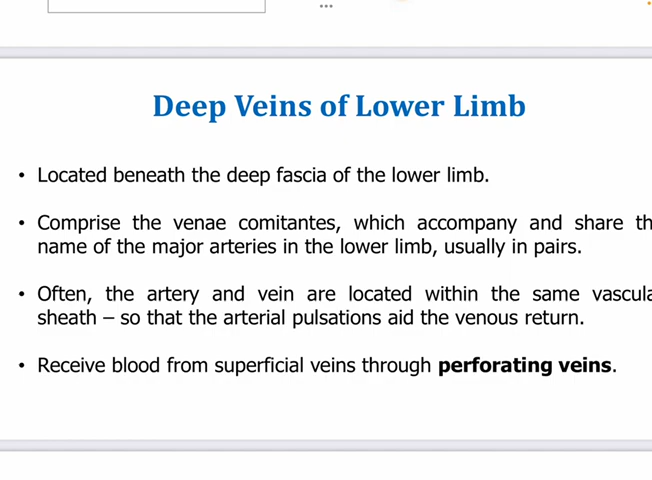 Deep Veins of Lower Limb
• Located beneath the deep fascia of the lower limb.
• Comprise the venae comitantes, which accompany and share th
name of the major arteries in the lower limb, usually in pairs.
• Often, the artery and vein are located within the same vascula
sheath – so that the arterial pulsations aid the venous return.
• Receive blood from superficial veins through perforating veins.